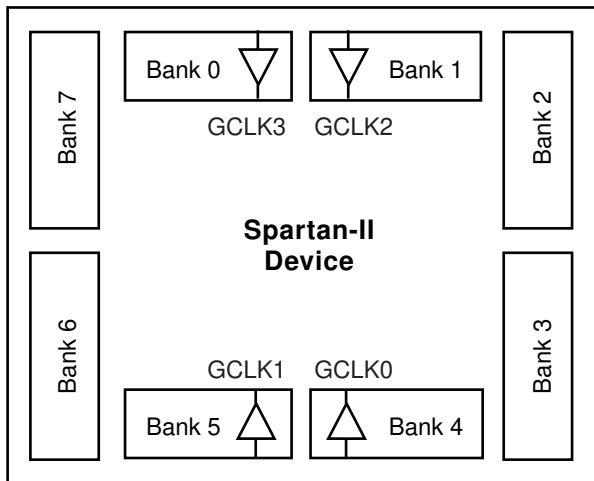 Bank 0
Bank 1
GCLK3
GCLK2
Bank 7
Bank 2
Spartan-II
Device
Bank 6
Bank 3
GCLK1
GCLK0
Bank 5
Bank 4